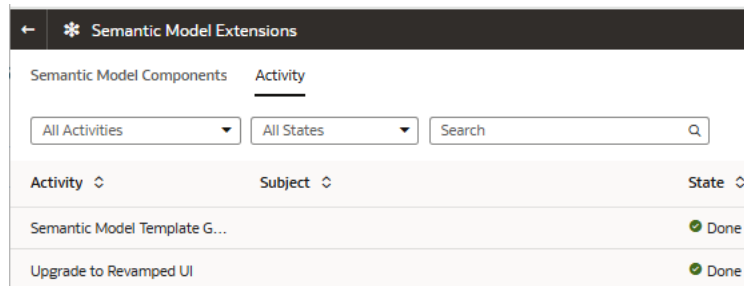 Semantic Model Extensions
Semantic Model Components Activity
All Activities All States Search
Activity Subject State
Semantic Model Template G... Done
Upgrade to Revamped UI Done